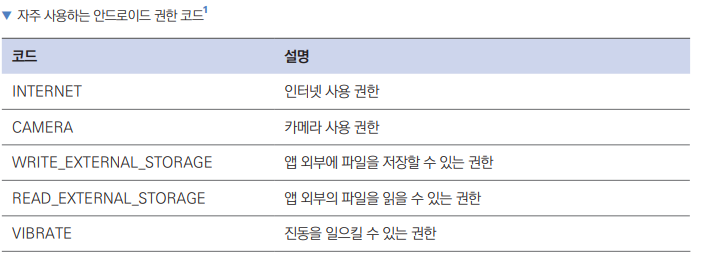 ▼ 자주 사용하는 안드로이드 권한 코드1
코드 설명
INTERNET 인터넷 사용 권한
CAMERA 카메라 사용 권한
WRITE_EXTERNAL_STORAGE 앱 외부에 파일을 저장할 수 있는 권한
READ_EXTERNAL_STORAGE 앱 외부의 파일을 읽을 수 있는 권한
VIBRATE 진동을 일으킬 수 있는 권한